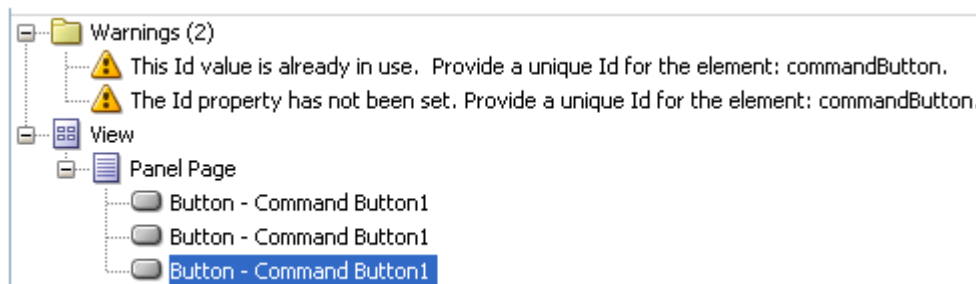 Warnings (2)
This Id value is already in use. Provide a unique Id for the element: commandButton.
The Id property has not been set. Provide a unique Id for the element: commandButton.
View
Panel Page
Button - Command Button1
Button - Command Button1
Button - Command Button1